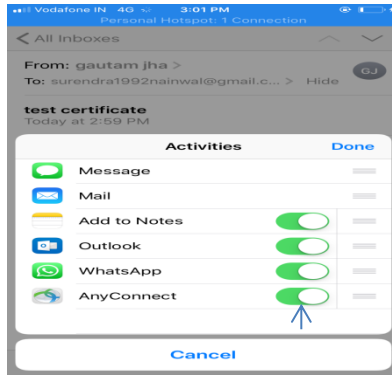 Vodafone IN 4G 3:01 PM
Personal Hotspot: 1 Connection
All Inboxes
From: gautam jha >
GJ
To: surendra1992nainwal@gmail.c... > Hide
test certificate
Today at 2:59 PM
Activities Done
Message
Mail
Add to Notes
Outlook
WhatsApp
AnyConnect
Cancel